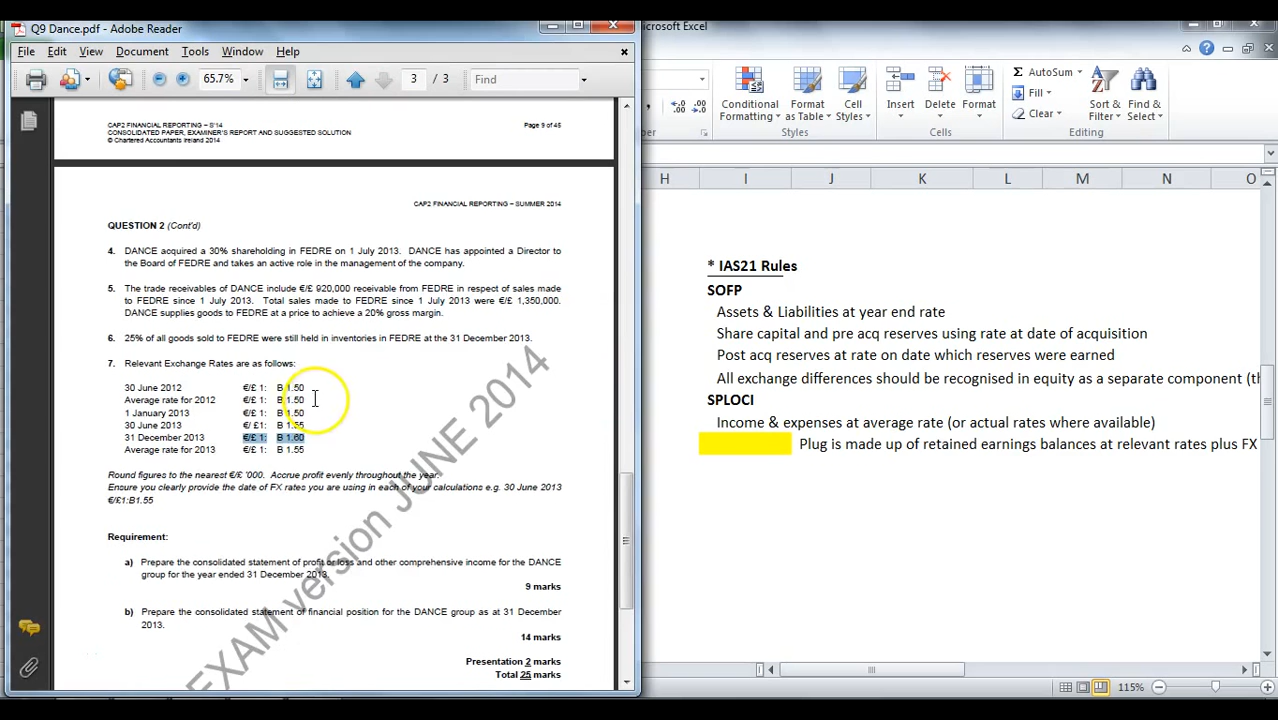 Q9 Dance.pdf - Adobe Reader
File Edit View Document Tools Window Help
65.7% 3 / 3 Find
CAP2 FINANCIAL REPORTING – S'14
CONSOLIDATED PAPER, EXAMINER'S REPORT AND SUGGESTED SOLUTION
© Chartered Accountants Ireland 2014
Page 9 of 45
CAP2 FINANCIAL REPORTING – SUMMER 2014
QUESTION 2 (Cont'd)
4. DANCE acquired a 30% shareholding in FEDRE on 1 July 2013. DANCE has appointed a Director to
the Board of FEDRE and takes an active role in the management of the company.
5. The trade receivables of DANCE include €/£ 920,000 receivable from FEDRE in respect of sales made
to FEDRE since 1 July 2013. Total sales made to FEDRE since 1 July 2013 were €/£ 1,350,000.
DANCE supplies goods to FEDRE at a price to achieve a 20% gross margin.
6. 25% of all goods sold to FEDRE were still held in inventories in FEDRE at the 31 December 2013.
7. Relevant Exchange Rates are as follows:
30 June 2012 €/£ 1: B 1.50
Average rate for 2012 €/£ 1: B 1.50
1 January 2013 €/£ 1: B 1.50
30 June 2013 €/ £ 1: B 1.55
31 December 2013 €/£ 1: B 1.60
Average rate for 2013 €/£ 1: B 1.55
Round figures to the nearest €/£ '000. Accrue profit evenly throughout the year.
Ensure you clearly provide the date of FX rates you are using in each of your calculations e.g. 30 June 2013
€/£1:B1.55
Requirement:
a) Prepare the consolidated statement of profit or loss and other comprehensive income for the DANCE
group for the year ended 31 December 2013.
9 marks
b) Prepare the consolidated statement of financial position for the DANCE group as at 31 December
2013.
14 marks
Presentation 2 marks
Total 25 marks
EXAM version JUNE 2014
Microsoft Excel
Conditional Formatting
Format as Table
Cell Styles
Insert Delete Format
AutoSum
Fill
Clear
Sort & Filter
Find & Select
Styles Cells Editing
H I J K L M N O
* IAS21 Rules
SOFP
Assets & Liabilities at year end rate
Share capital and pre acq reserves using rate at date of acquisition
Post acq reserves at rate on date which reserves were earned
All exchange differences should be recognised in equity as a separate component (th
SPLOCI
Income & expenses at average rate (or actual rates where available)
Plug is made up of retained earnings balances at relevant rates plus FX
115%